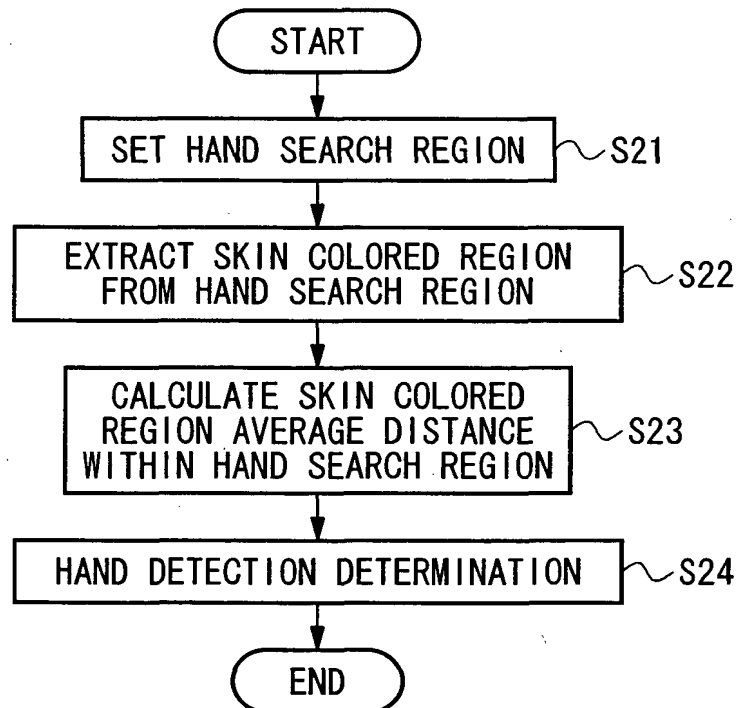 START
SET HAND SEARCH REGION
S21
EXTRACT SKIN COLORED REGION
FROM HAND SEARCH REGION
S22
CALCULATE SKIN COLORED
REGION AVERAGE DISTANCE
WITHIN HAND SEARCH REGION
S23
HAND DETECTION DETERMINATION
S24
END